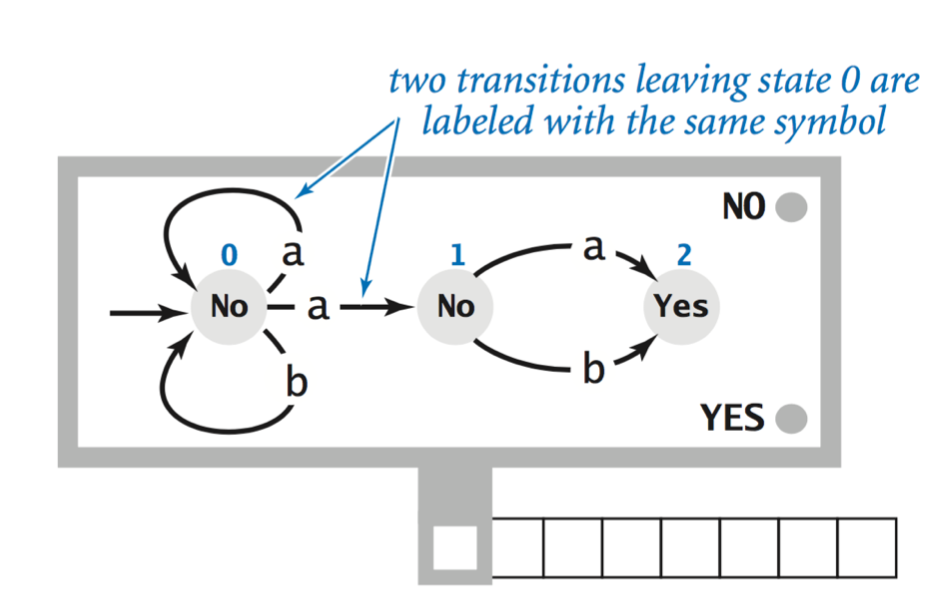 two transitions leaving state 0 are
labeled with the same symbol
NO
a
0
1
a
2
No
a
No
Yes
b
b
YES